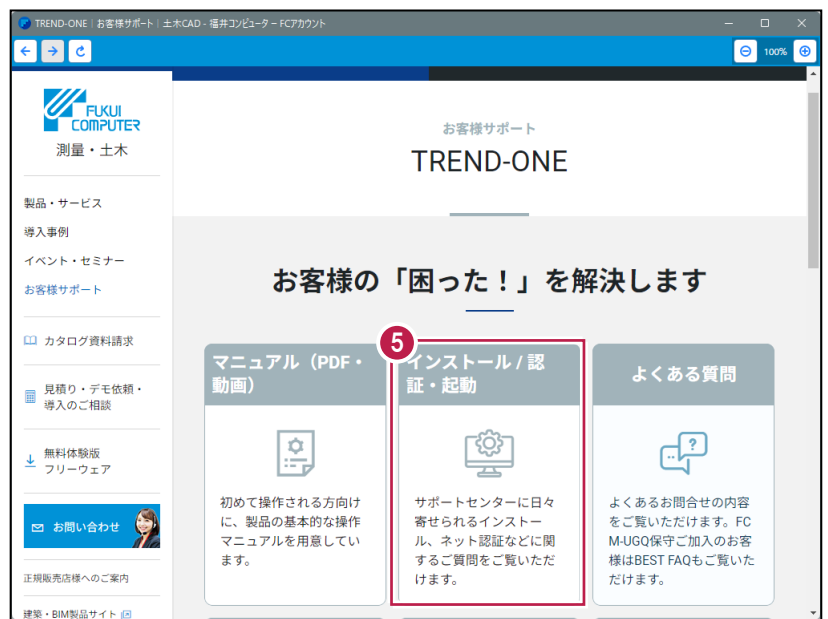 TREND-ONE｜お客様サポート｜土木CAD - 福井コンピュータ – FCアカウント
100%
FUKUI
COMPUTER
測量・土木
製品・サービス
導入事例
イベント・セミナー
お客様サポート
カタログ資料請求
見積り・デモ依頼・
導入のご相談
無料体験版
フリーウェア
お問い合わせ
正規販売店様へのご案内
建築・BIM製品サイト
お客様サポート
TREND-ONE
お客様の「困った！」を解決します
5
マニュアル（PDF・
動画）
初めて操作される方向け
に、製品の基本的な操作
マニュアルを用意してい
ます。
インストール / 認
証・起動
サポートセンターに日々
寄せられるインストー
ル、ネット認証などに関
するご質問をご覧いただ
けます。
よくある質問
よくあるお問合せの内容
をご覧いただけます。FC
M-UGQ保守ご加入のお客
様はBEST FAQもご覧いた
だけます。